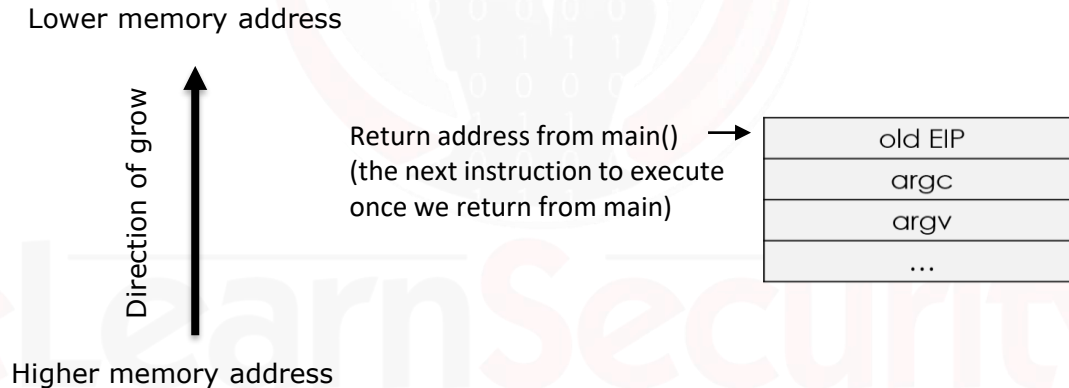 Lower memory address
Direction of grow
Return address from main()
(the next instruction to execute
once we return from main)
old EIP
argc
argv
...
Higher memory address
LearnSecurity